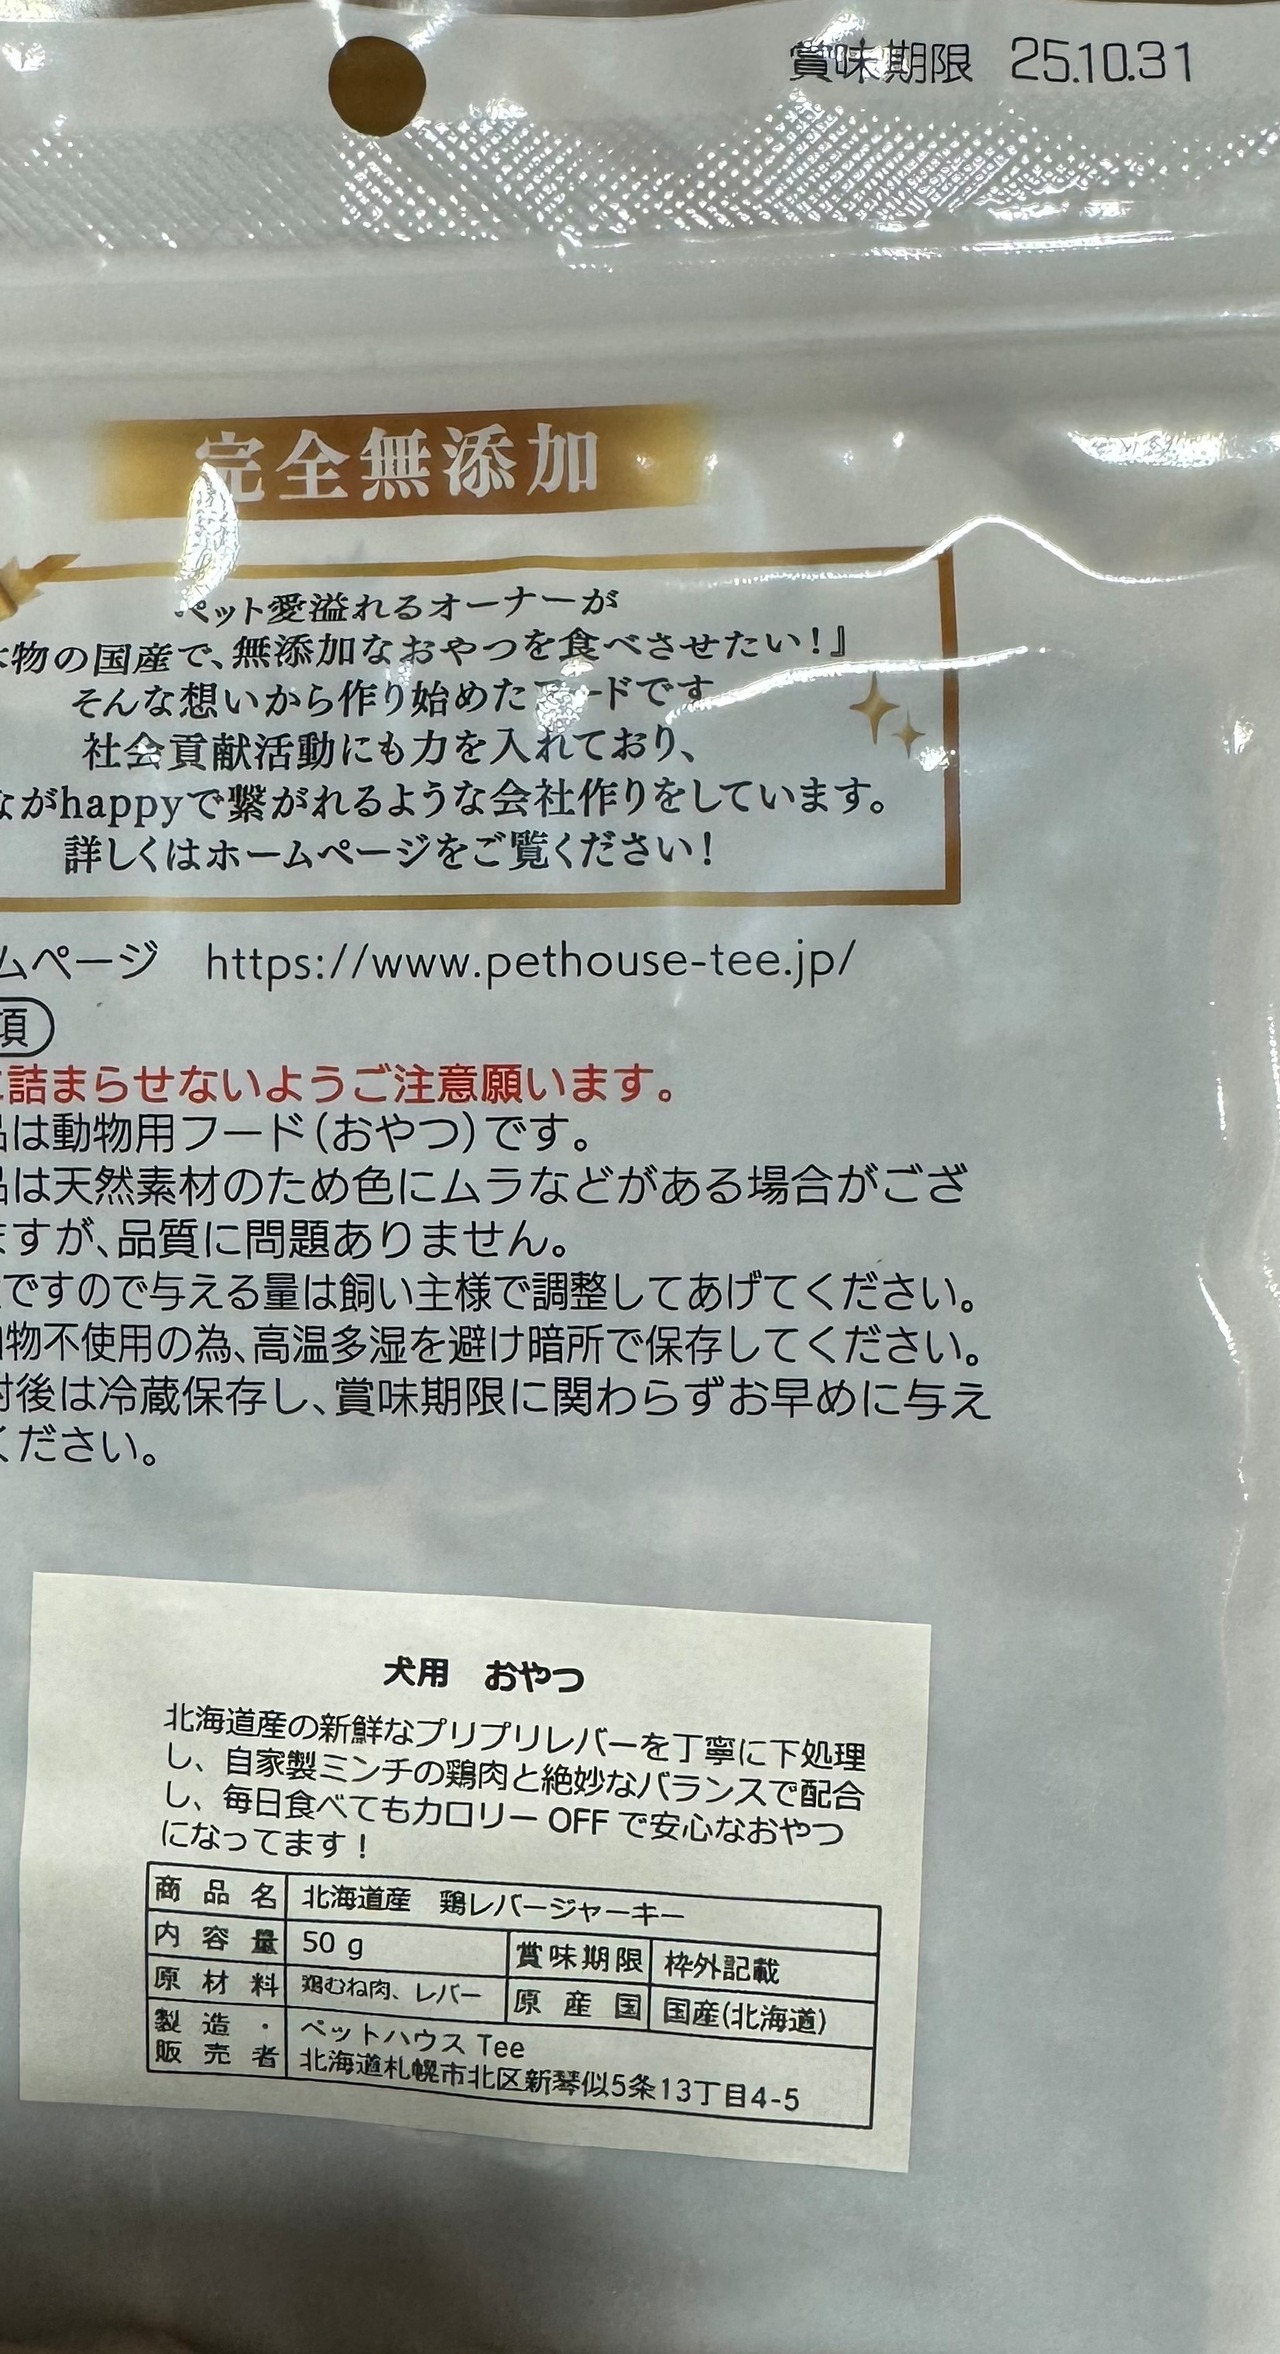 賞味期限 25.10.31
完全無添加
ペット愛溢れるオーナーが
物の国産で、無添加なおやつを食べさせたい！』
そんな想いから作り始めたフードです
社会貢献活動にも力を入れており、
ながhappyで繋がれるような会社作りをしています。
詳しくはホームページをご覧ください！
ムページ https://www.pethouse-tee.jp/
項
に詰まらせないようご注意願います。
品は動物用フード（おやつ）です。
品は天然素材のため色にムラなどがある場合がござ
ますが、品質に問題ありません。
ですので与える量は飼い主様で調整してあげてください。
物不使用の為、高温多湿を避け暗所で保存してください。
封後は冷蔵保存し、賞味期限に関わらずお早めに与え
ください。
犬用 おやつ
北海道産の新鮮なプリプリレバーを丁寧に下処理
し、自家製ミンチの鶏肉と絶妙なバランスで配合
し、毎日食べてもカロリー OFF で安心なおやつ
になってます！
商品名 北海道産 鶏レバージャーキー
内容量 50 g 賞味期限 枠外記載
原材料 鶏むね肉、レバー 原産国 国産(北海道)
製造・ ペットハウス Tee
販売者 北海道札幌市北区新琴似5条13丁目4-5